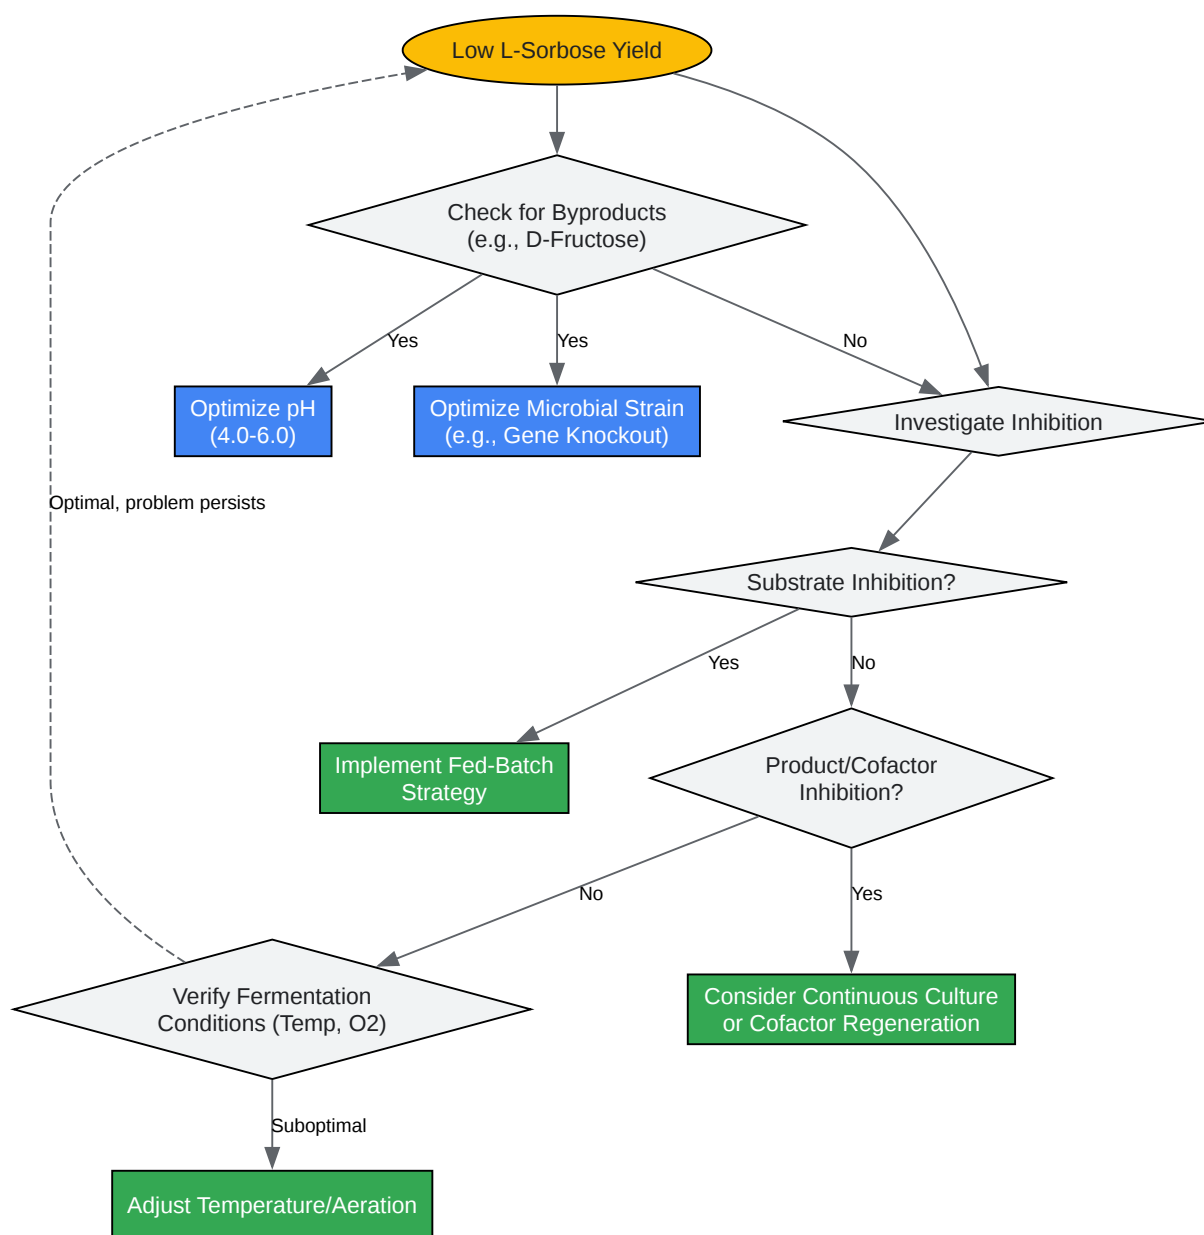 Low L-Sorbose Yield
Check for Byproducts
(e.g., D-Fructose)
Yes
Yes
No
Optimize pH
(4.0-6.0)
Optimize Microbial Strain
(e.g., Gene Knockout)
Investigate Inhibition
Optimal, problem persists
Substrate Inhibition?
Yes
No
Implement Fed-Batch
Strategy
Product/Cofactor
Inhibition?
No
Yes
Verify Fermentation
Conditions (Temp, O2)
Consider Continuous Culture
or Cofactor Regeneration
Suboptimal
Adjust Temperature/Aeration